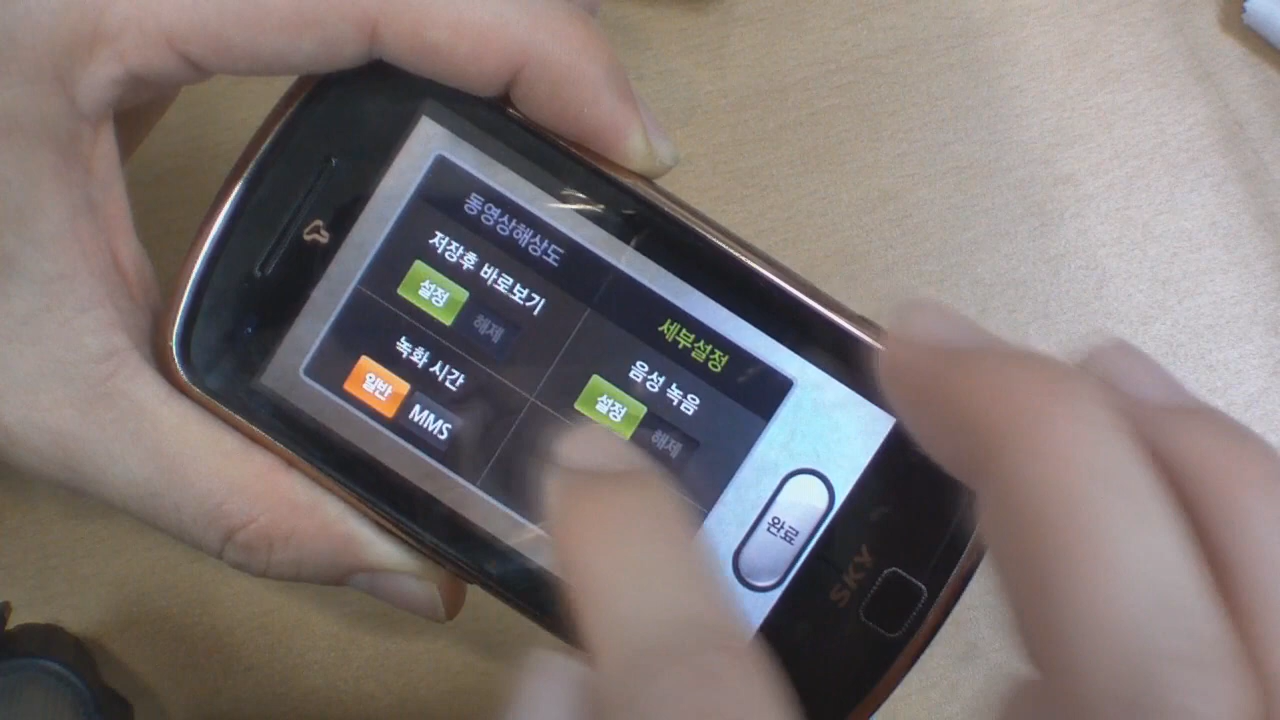 동영상해상도
세부설정
저장후 바로보기
설정 해제
음성 녹음
설정 해제
녹화 시간
일반 MMS
완료
SKY